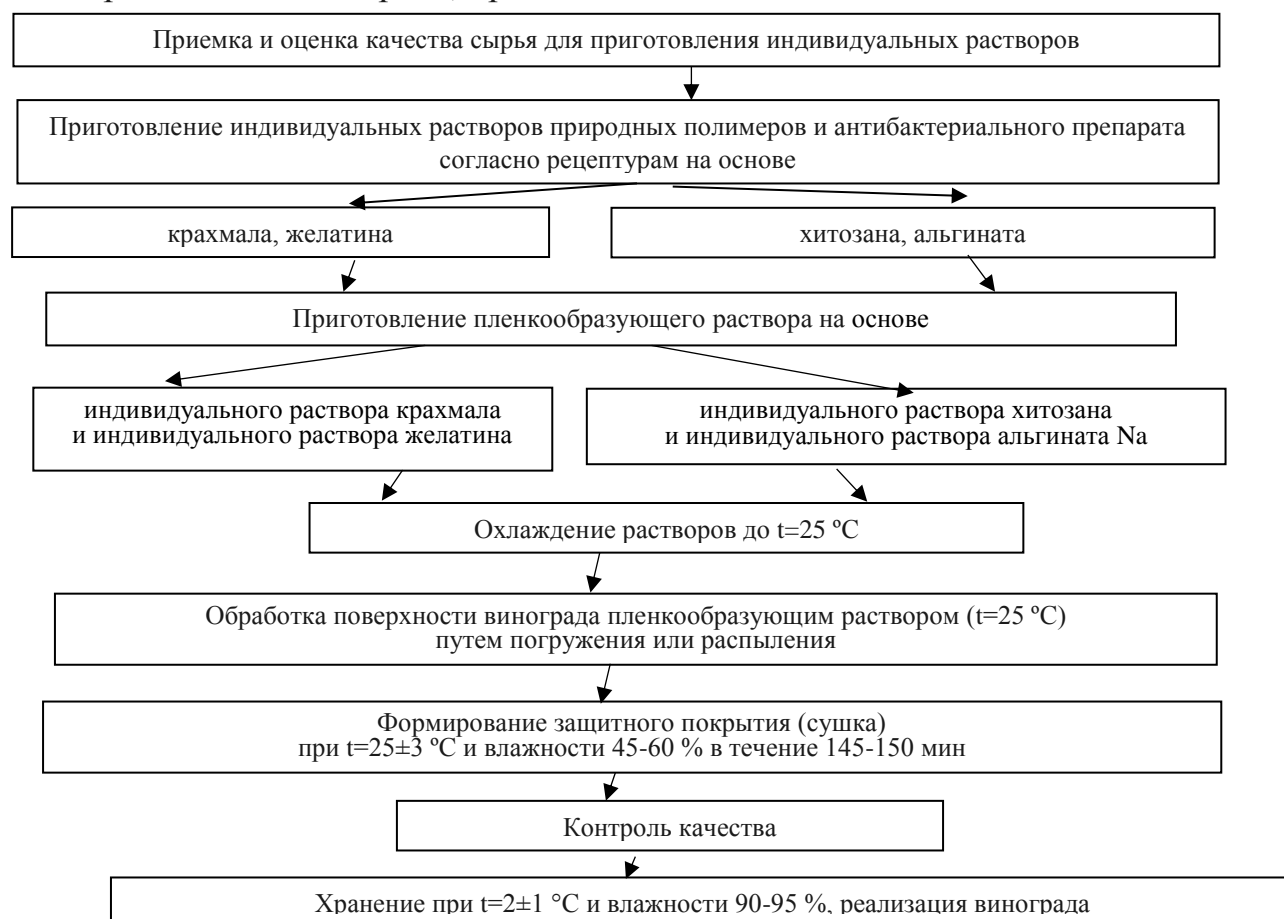 Приемка и оценка качества сырья для приготовления индивидуальных растворов
Приготовление индивидуальных растворов природных полимеров и антибактериального препарата
согласно рецептурам на основе
крахмала, желатина
хитозана, альгината
Приготовление пленкообразующего раствора на основе
индивидуального раствора крахмала
и индивидуального раствора желатина
индивидуального раствора хитозана
и индивидуального раствора альгината Na
Охлаждение растворов до t=25 ºС
Обработка поверхности винограда пленкообразующим раствором (t=25 ºС)
путем погружения или распыления
Формирование защитного покрытия (сушка)
при t=25±3 ºС и влажности 45-60 % в течение 145-150 мин
Контроль качества
Хранение при t=2±1 °С и влажности 90-95 %, реализация винограда